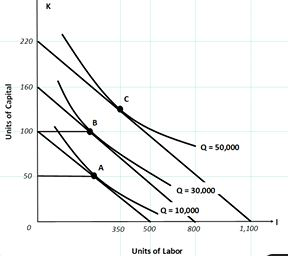 K
220
C
160
B
100
Q = 50,000
A
Q = 30,000
50
Q = 10,000
0
350
500
800
1,100
Units of Capital
Units of Labor